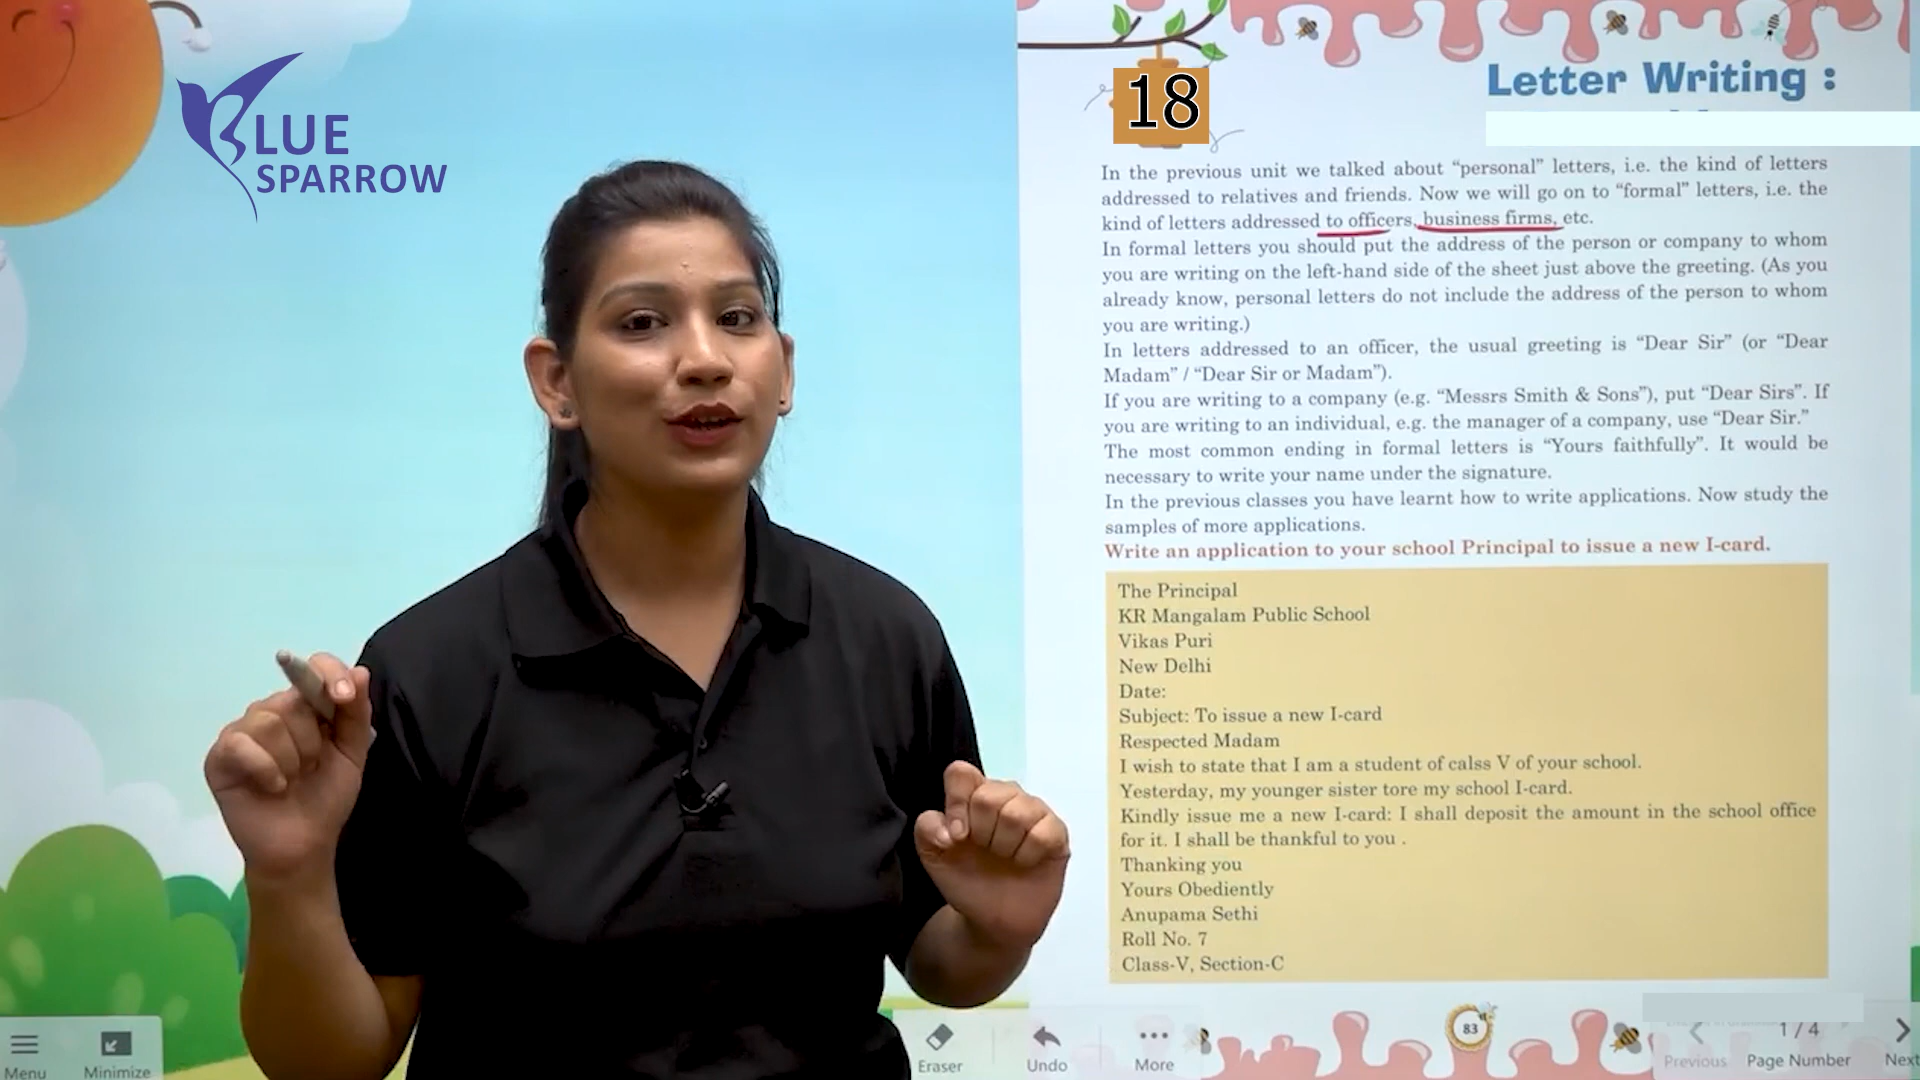 BLUE
SPARROW
18
Letter Writing :
In the previous unit we talked about “personal” letters, i.e. the kind of letters
addressed to relatives and friends. Now we will go on to “formal” letters, i.e. the
kind of letters addressed to officers, business firms, etc.
In formal letters you should put the address of the person or company to whom
you are writing on the left-hand side of the sheet just above the greeting. (As you
already know, personal letters do not include the address of the person to whom
you are writing.)
In letters addressed to an officer, the usual greeting is “Dear Sir” (or “Dear
Madam” / “Dear Sir or Madam”).
If you are writing to a company (e.g. “Messrs Smith & Sons”), put “Dear Sirs”. If
you are writing to an individual, e.g. the manager of a company, use “Dear Sir.”
The most common ending in formal letters is “Yours faithfully”. It would be
necessary to write your name under the signature.
In the previous classes you have learnt how to write applications. Now study the
samples of more applications.
Write an application to your school Principal to issue a new I-card.
The Principal
KR Mangalam Public School
Vikas Puri
New Delhi
Date:
Subject: To issue a new I-card
Respected Madam
I wish to state that I am a student of calss V of your school.
Yesterday, my younger sister tore my school I-card.
Kindly issue me a new I-card: I shall deposit the amount in the school office
for it. I shall be thankful to you .
Thanking you
Yours Obediently
Anupama Sethi
Roll No. 7
Class-V, Section-C
83
1 / 4
Menu
Minimize
Eraser
Undo
More
Previous
Page Number
Next